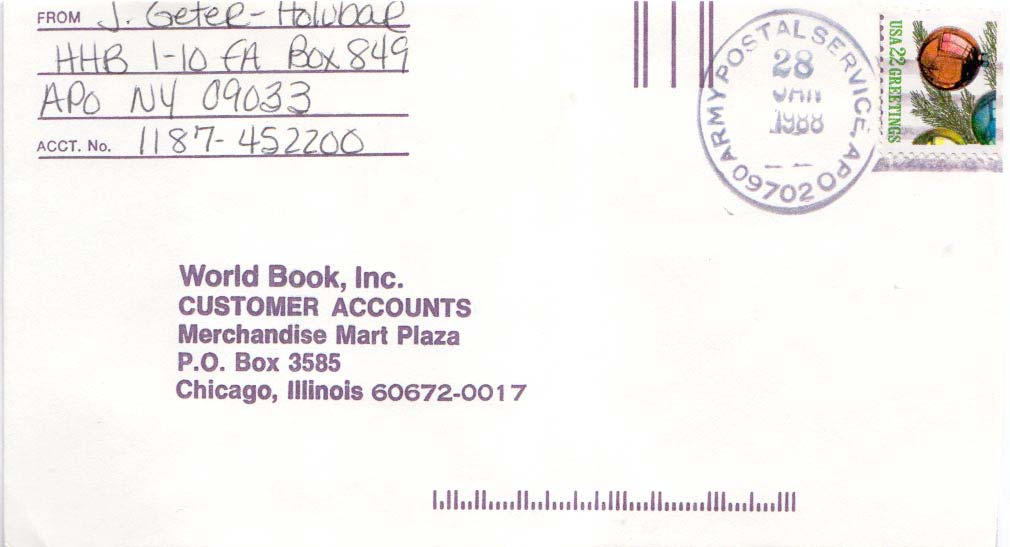 FROM J. Geter-Holubar
HHB 1-10 FA Box 849
APO NY 09033
ACCT. No. 1187-452200
ARMY POSTAL SERVICE, APO 09702
28
JAN
1988
USA 22 GREETINGS
World Book, Inc.
CUSTOMER ACCOUNTS
Merchandise Mart Plaza
P.O. Box 3585
Chicago, Illinois 60672-0017